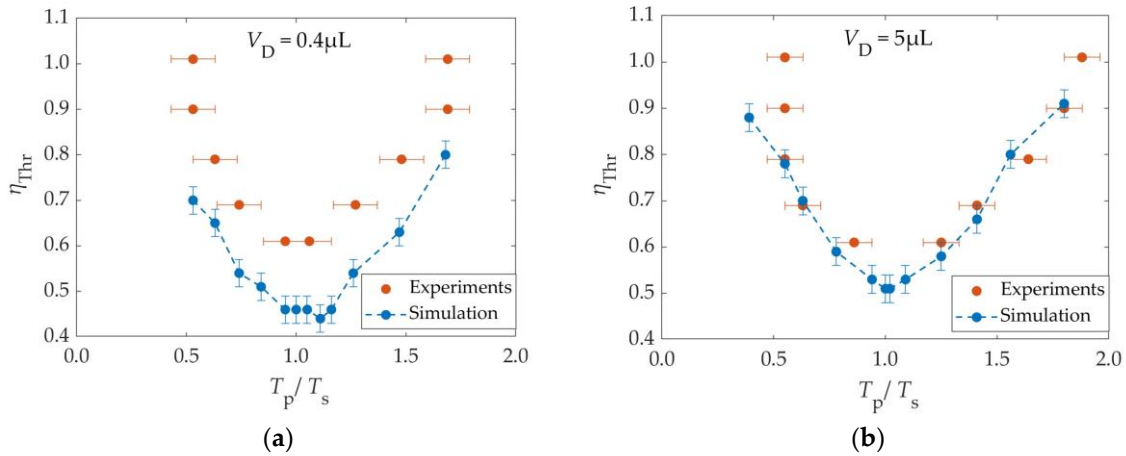 V_D = 0.4μL
1.1
1.0
0.9
0.8
0.7
0.6
0.5
0.4
η_Thr
0.0 0.5 1.0 1.5 2.0
T_p / T_s
Experiments
Simulation
(a)
V_D = 5μL
1.1
1.0
0.9
0.8
0.7
0.6
0.5
0.4
η_Thr
0.0 0.5 1.0 1.5 2.0
T_p / T_s
Experiments
Simulation
(b)